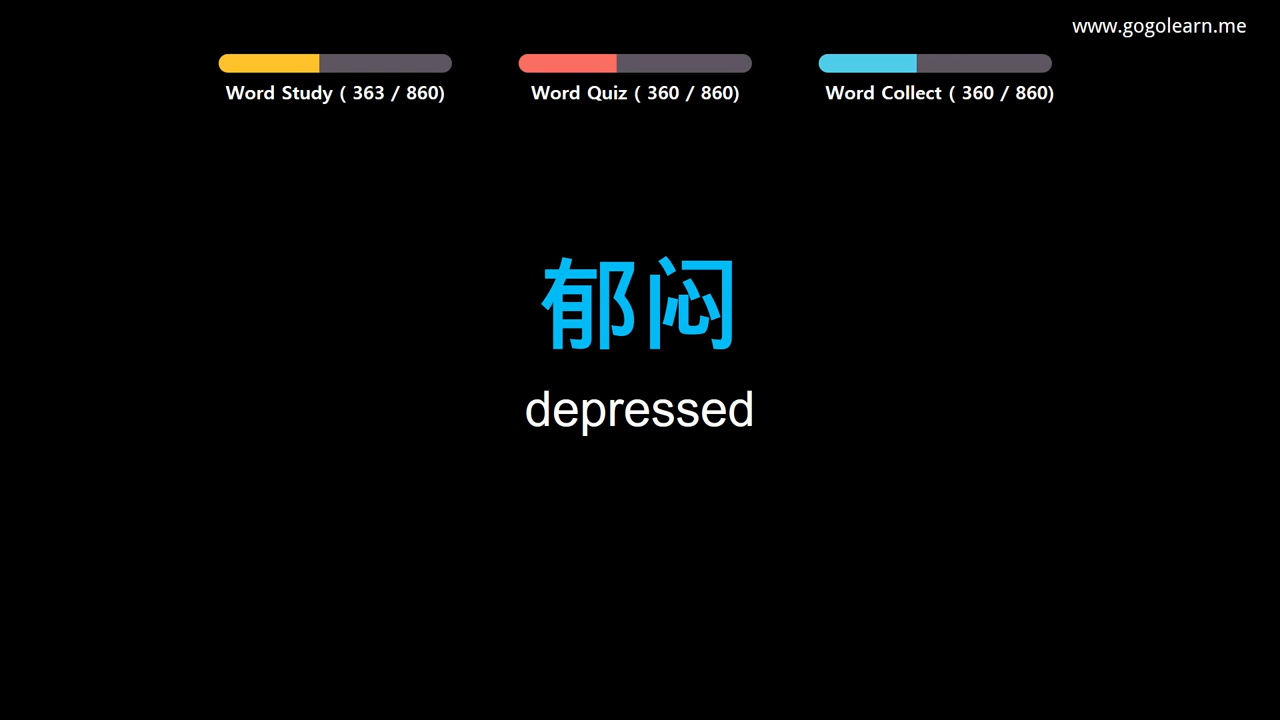 www.gogolearn.me
Word Study ( 363 / 860)
Word Quiz ( 360 / 860)
Word Collect ( 360 / 860)
郁闷
depressed